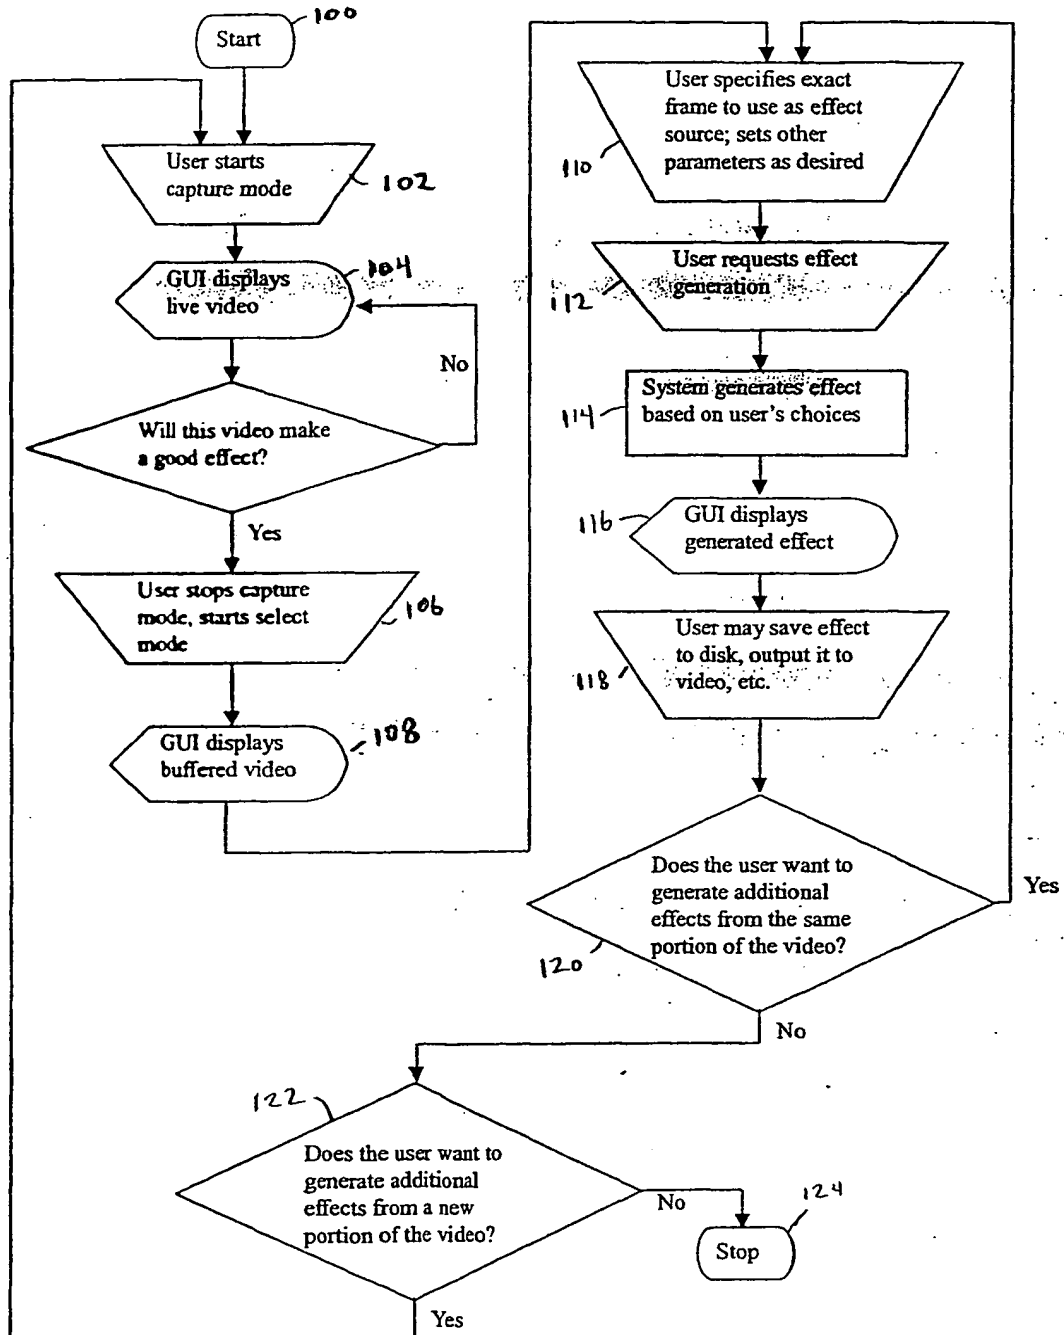 100
Start
User starts
capture mode
102
GUI displays
live video
104
No
Will this video make
a good effect?
Yes
User stops capture
mode, starts select
mode
106
GUI displays
buffered video
108
User specifies exact
frame to use as effect
source; sets other
parameters as desired
110
User requests effect
generation
112
System generates effect
based on user's choices
114
GUI displays
generated effect
116
User may save effect
to disk, output it to
video, etc.
118
Does the user want to
generate additional
effects from the same
portion of the video?
Yes
120
No
122
Does the user want to
generate additional
effects from a new
portion of the video?
No
124
Stop
Yes